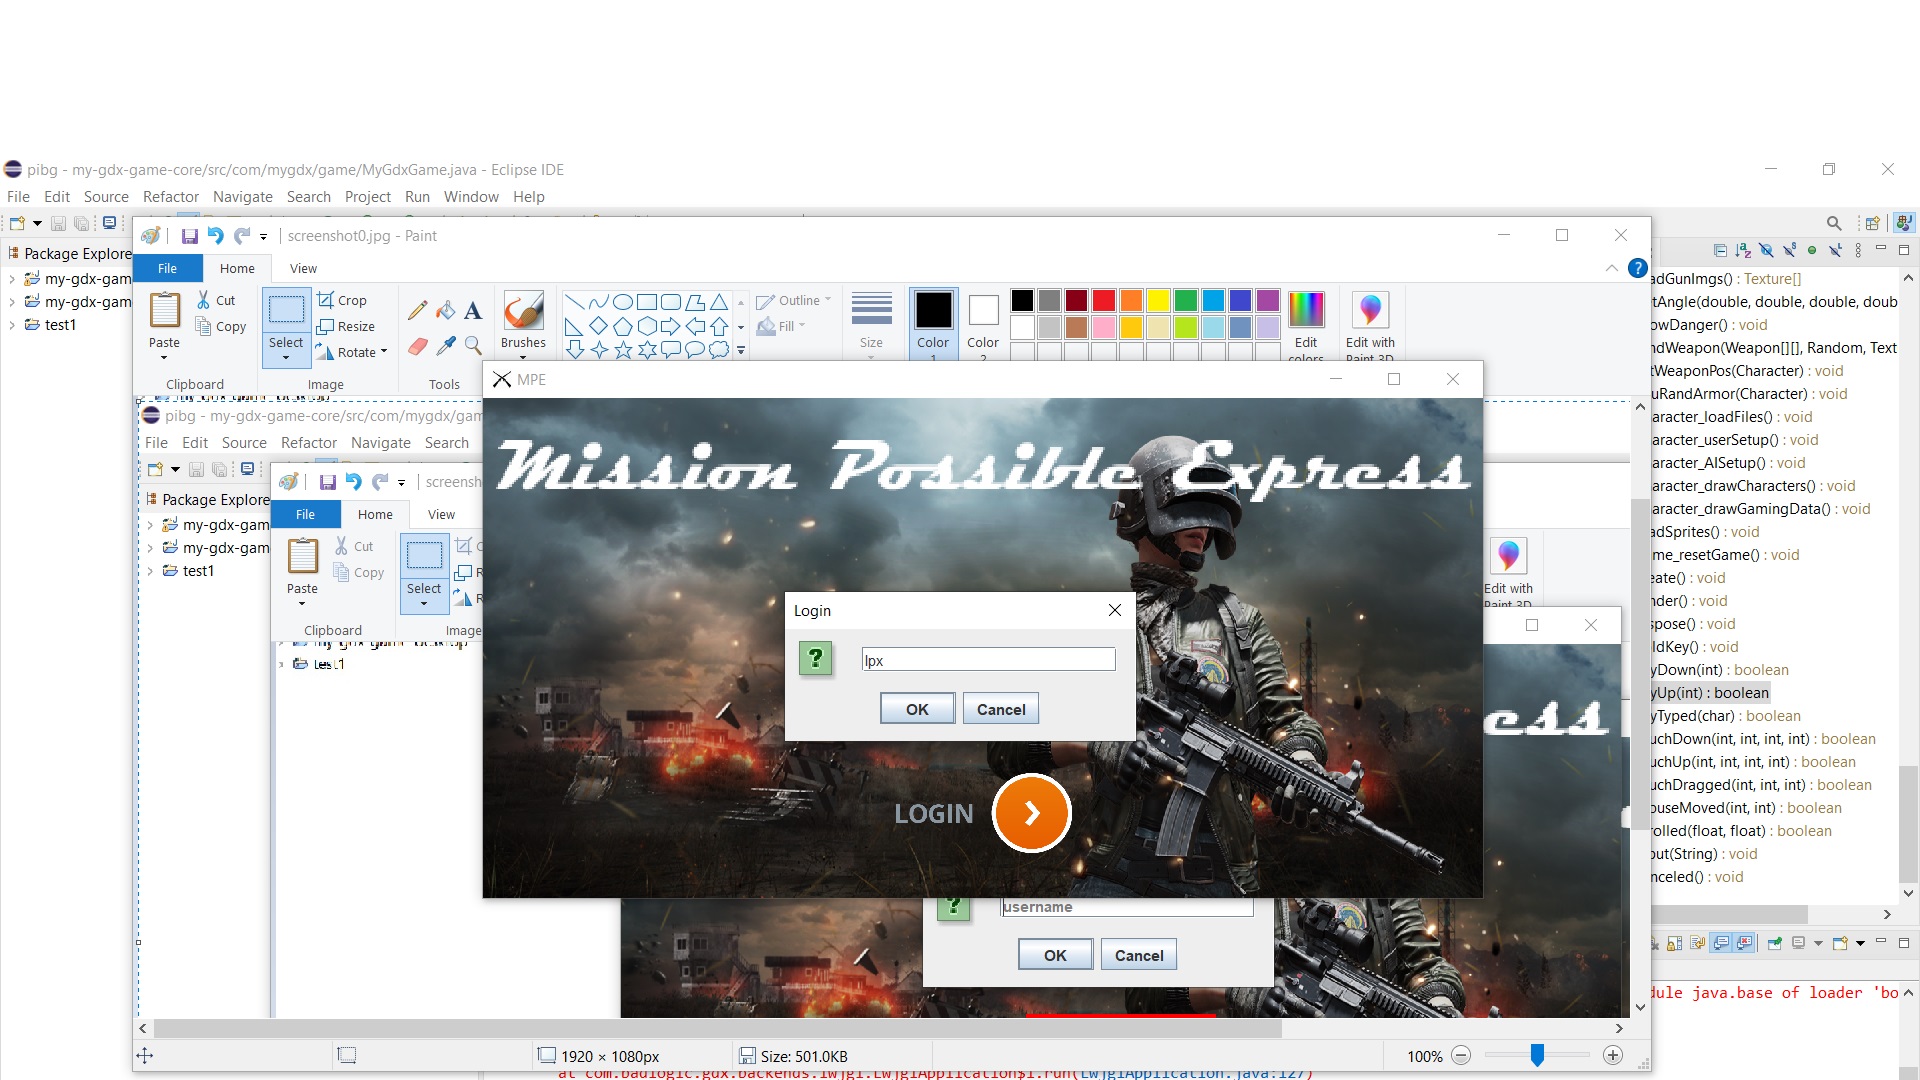 pibg - my-gdx-game-core/src/com/mygdx/game/MyGdxGame.java - Eclipse IDE
File Edit Source Refactor Navigate Search Project Run Window Help
screenshot0.jpg - Paint
Package Explore
File Home View
my-gdx-gam
my-gdx-gam
test1
Paste
Cut
Copy
Clipboard
Select
Crop
Resize
Rotate
Image
Tools
Brushes
Outline
Fill
Size
Color
1
Color
2
Edit
colors
Edit with
Paint 3D
adGunImgs() : Texture[]
tAngle(double, double, double, doub
owDanger() : void
ndWeapon(Weapon[][], Random, Text
tWeaponPos(Character) : void
uRandArmor(Character) : void
aracter_loadFiles() : void
aracter_userSetup() : void
aracter_AISetup() : void
aracter_drawCharacters() : void
aracter_drawGamingData() : void
adSprites() : void
me_resetGame() : void
eate() : void
nder() : void
spose() : void
ldKey() : void
yDown(int) : boolean
yUp(int) : boolean
yTyped(char) : boolean
uchDown(int, int, int, int) : boolean
uchUp(int, int, int, int) : boolean
uchDragged(int, int, int) : boolean
ouseMoved(int, int) : boolean
rolled(float, float) : boolean
put(String) : void
nceled() : void
pibg - my-gdx-game-core/src/com/mygdx/gam
File Edit Source Refactor Navigate Search
screensh
Package Explore
File Home View
my-gdx-gam
my-gdx-gam
test1
Paste
Cut
Copy
Select
Clipboard
Image
my-gdx-game-desktop
test1
Edit with
Paint 3D
ess
MPE
Mission Possible Express
Login
lpx
OK Cancel
LOGIN
username
OK Cancel
dule java.base of loader 'bo
1920 × 1080px
Size: 501.0KB
100%
at com.badlogic.gdx.backends.lwjgl.LwjglApplication$1.run(LwjglApplication.java:127)